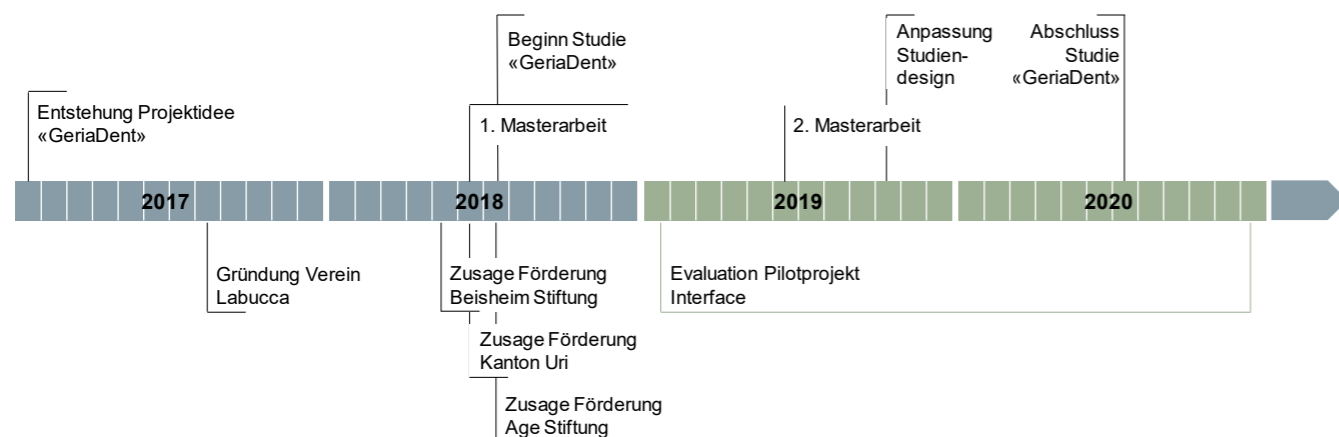 Beginn Studie
«GeriaDent»
Anpassung
Studien-
design
Abschluss
Studie
«GeriaDent»
Entstehung Projektidee
«GeriaDent»
1. Masterarbeit
2. Masterarbeit
2017
2018
2019
2020
Gründung Verein
Labucca
Zusage Förderung
Beisheim Stiftung
Evaluation Pilotprojekt
Interface
Zusage Förderung
Kanton Uri
Zusage Förderung
Age Stiftung